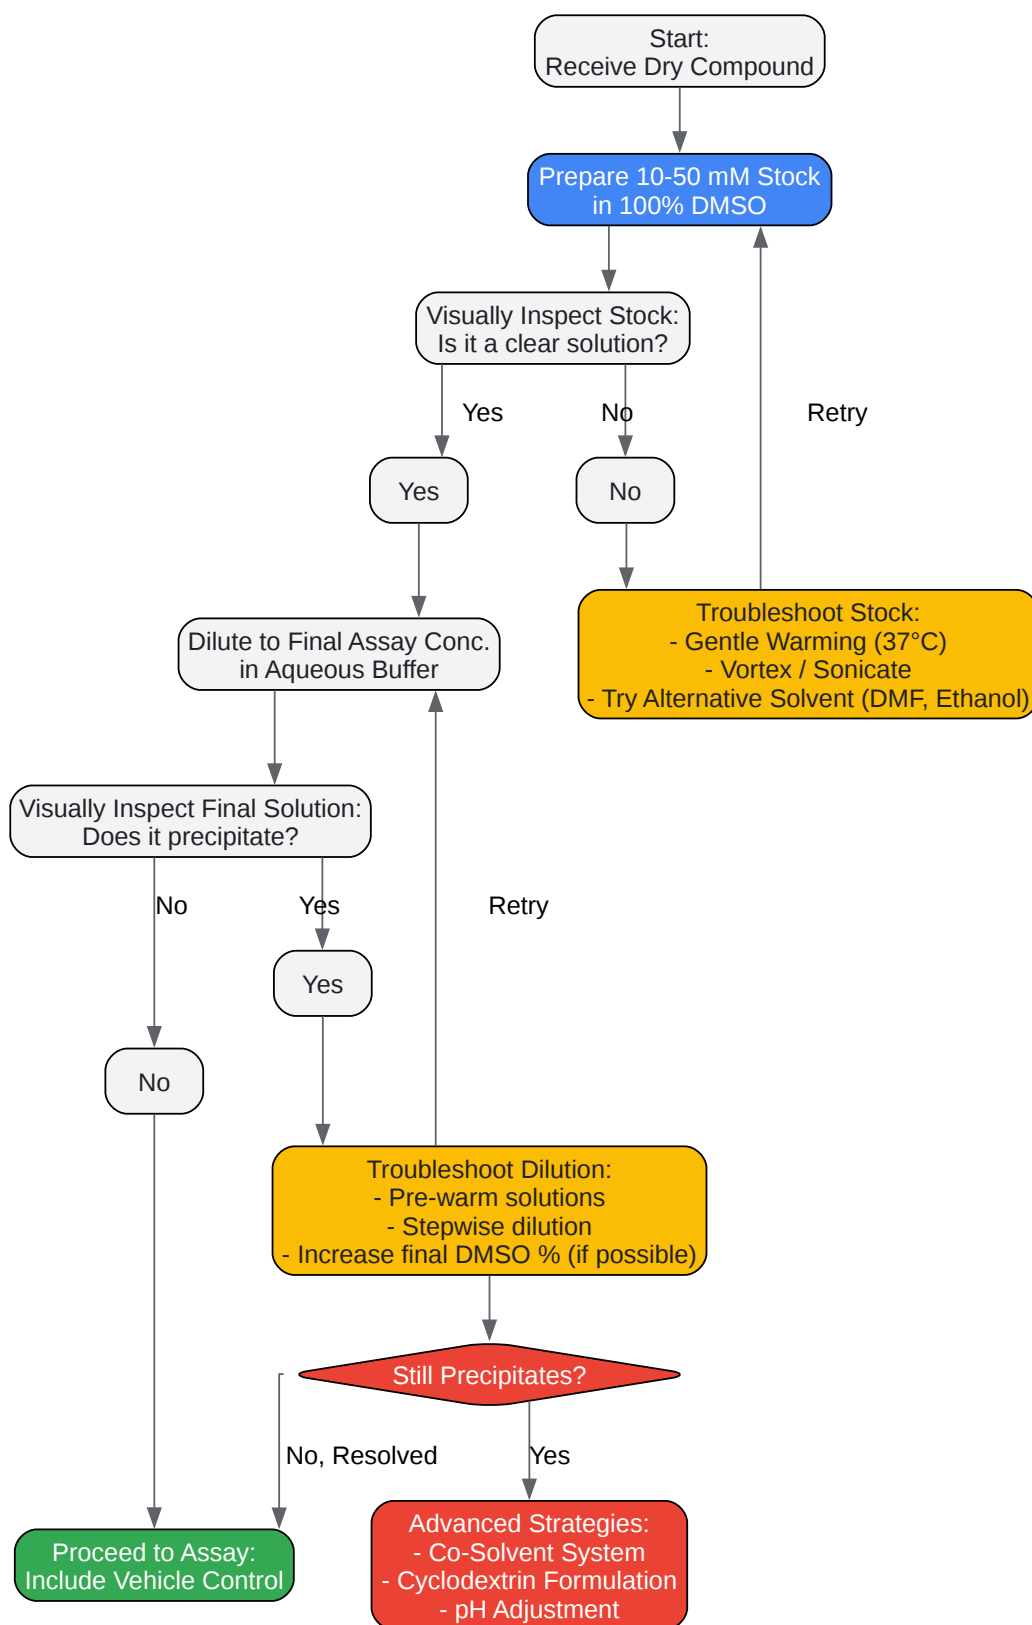 Start:
Receive Dry Compound
Prepare 10-50 mM Stock
in 100% DMSO
Visually Inspect Stock:
Is it a clear solution?
Yes
No
Retry
Yes
No
Troubleshoot Stock:
- Gentle Warming (37°C)
- Vortex / Sonicate
- Try Alternative Solvent (DMF, Ethanol)
Dilute to Final Assay Conc.
in Aqueous Buffer
Visually Inspect Final Solution:
Does it precipitate?
No
Yes
Retry
Yes
No
Troubleshoot Dilution:
- Pre-warm solutions
- Stepwise dilution
- Increase final DMSO % (if possible)
Still Precipitates?
No, Resolved
Yes
Proceed to Assay:
Include Vehicle Control
Advanced Strategies:
- Co-Solvent System
- Cyclodextrin Formulation
- pH Adjustment